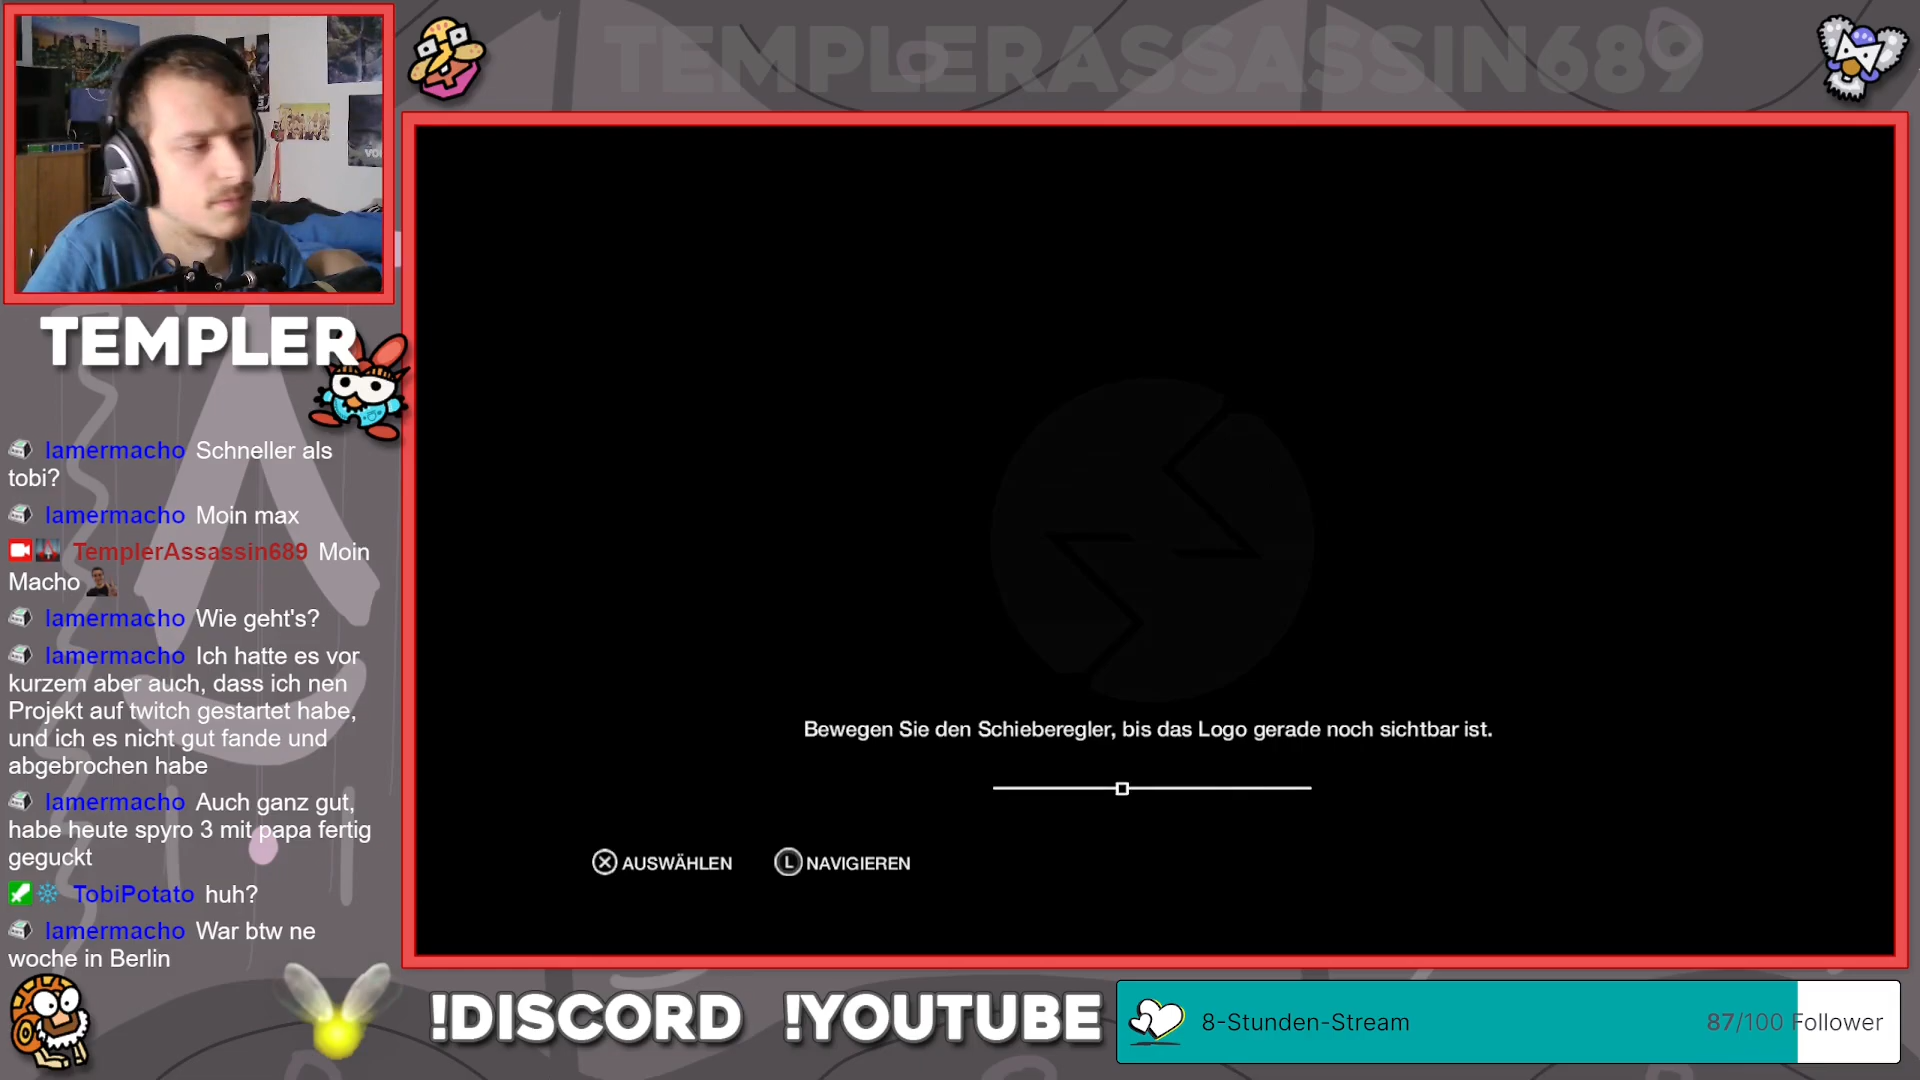 TEMPLERASSASSIN689
TEMPLER
lamermacho Schneller als
tobi?
lamermacho Moin max
TemplerAssassin689 Moin
Macho
lamermacho Wie geht's?
lamermacho Ich hatte es vor
kurzem aber auch, dass ich nen
Projekt auf twitch gestartet habe,
und ich es nicht gut fande und
abgebrochen habe
lamermacho Auch ganz gut,
habe heute spyro 3 mit papa fertig
geguckt
TobiPotato huh?
lamermacho War btw ne
woche in Berlin
Bewegen Sie den Schieberegler, bis das Logo gerade noch sichtbar ist.
AUSWÄHLEN
L NAVIGIEREN
!DISCORD !YOUTUBE
8-Stunden-Stream 87/100 Follower